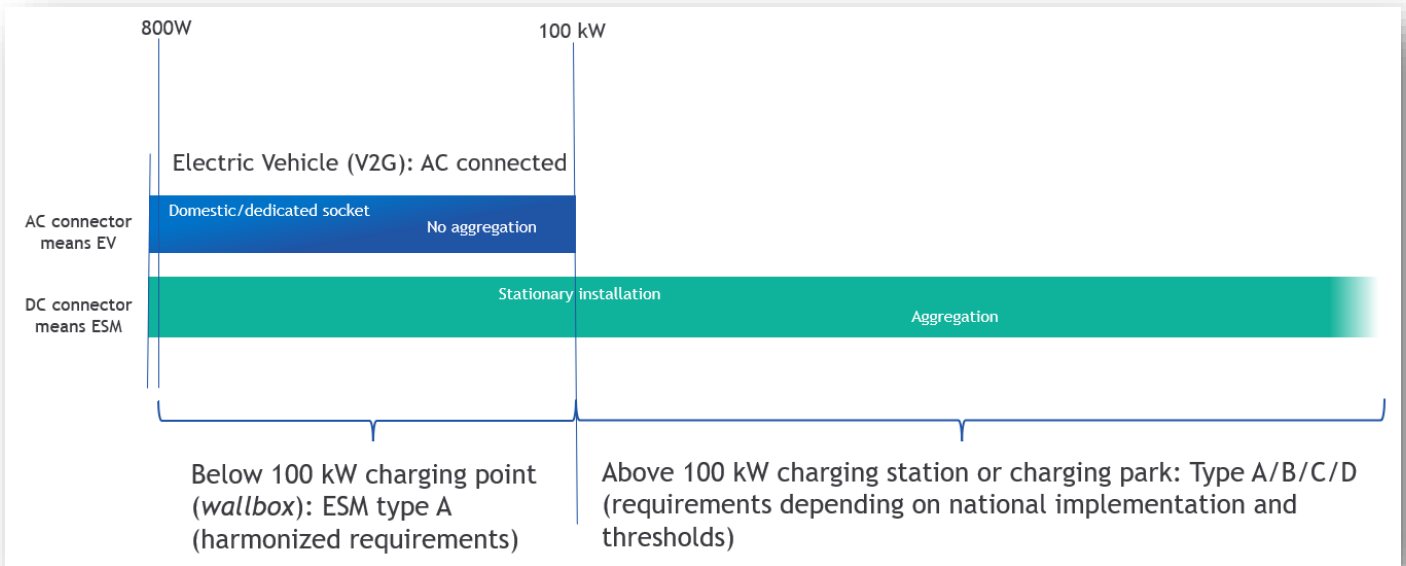 800W
100 kW
Electric Vehicle (V2G): AC connected
AC connector
means EV
Domestic/dedicated socket
No aggregation
DC connector
means ESM
Stationary installation
Aggregation
Below 100 kW charging point
(wallbox): ESM type A
(harmonized requirements)
Above 100 kW charging station or charging park: Type A/B/C/D
(requirements depending on national implementation and
thresholds)